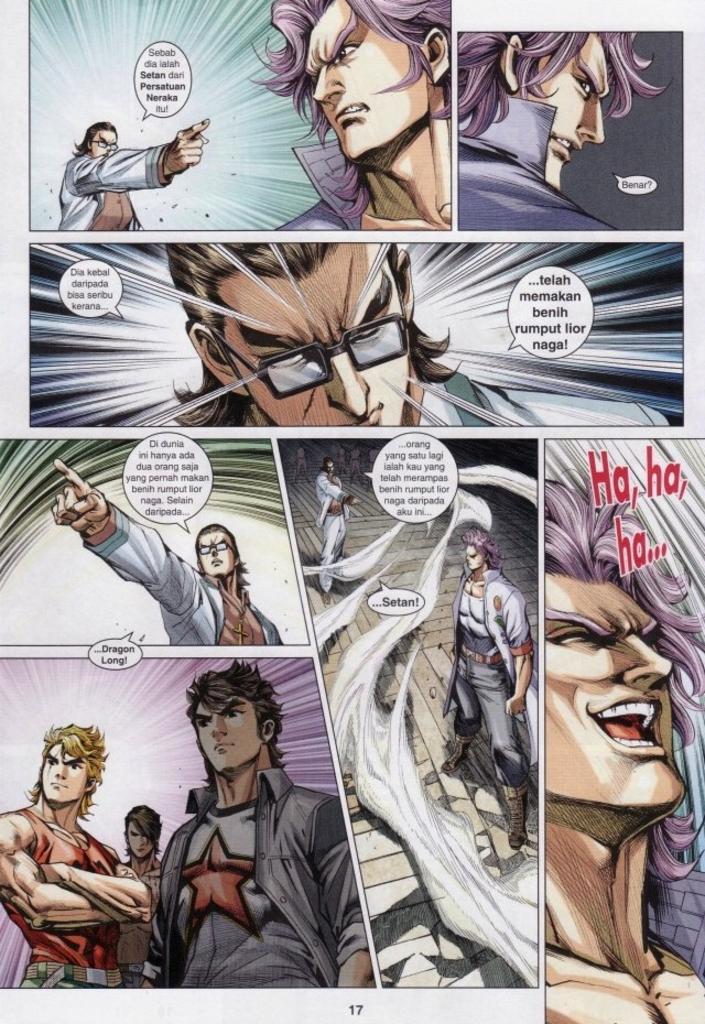 Sebab
dia ialah
Setan dari
Persatuan
Neraka
itu!
Benar?
Dia kebal
daripada
bisa seribu
kerana...
...telah
memakan
benih
rumput lior
naga!
Di dunia
ini hanya ada
dua orang saja
yang pernah makan
benih rumput lior
naga. Selain
daripada...
...Dragon
Long!
...orang
yang satu lagi
ialah kau yang
telah merampas
benih rumput lior
naga daripada
aku ini...
...Setan!
Ha, ha,
ha...
17